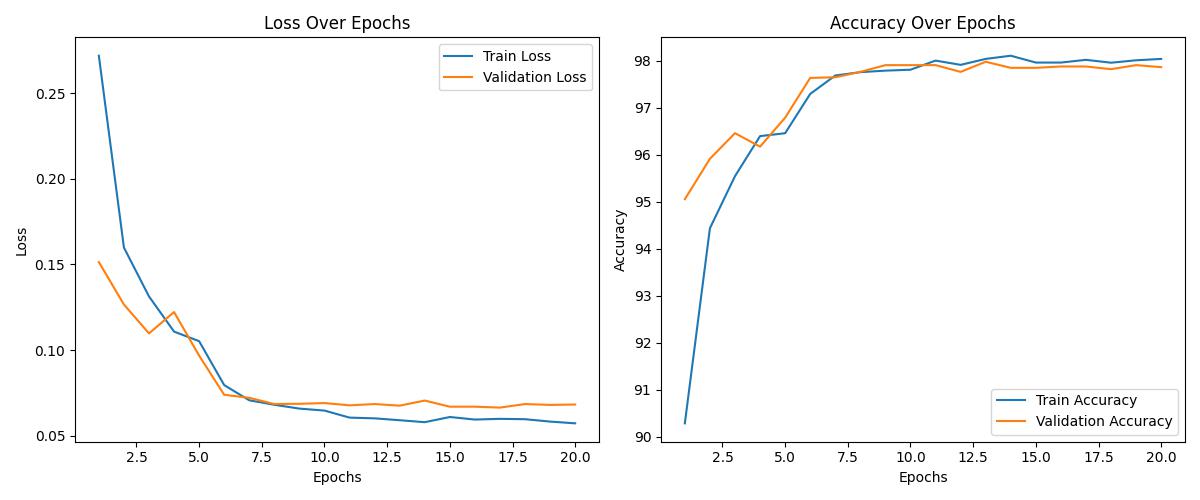 Loss Over Epochs
Train Loss
Validation Loss
0.25
0.20
0.15
0.10
0.05
Loss
2.5 5.0 7.5 10.0 12.5 15.0 17.5 20.0
Epochs
Accuracy Over Epochs
98
97
96
95
94
93
92
91
90
Accuracy
Train Accuracy
Validation Accuracy
2.5 5.0 7.5 10.0 12.5 15.0 17.5 20.0
Epochs